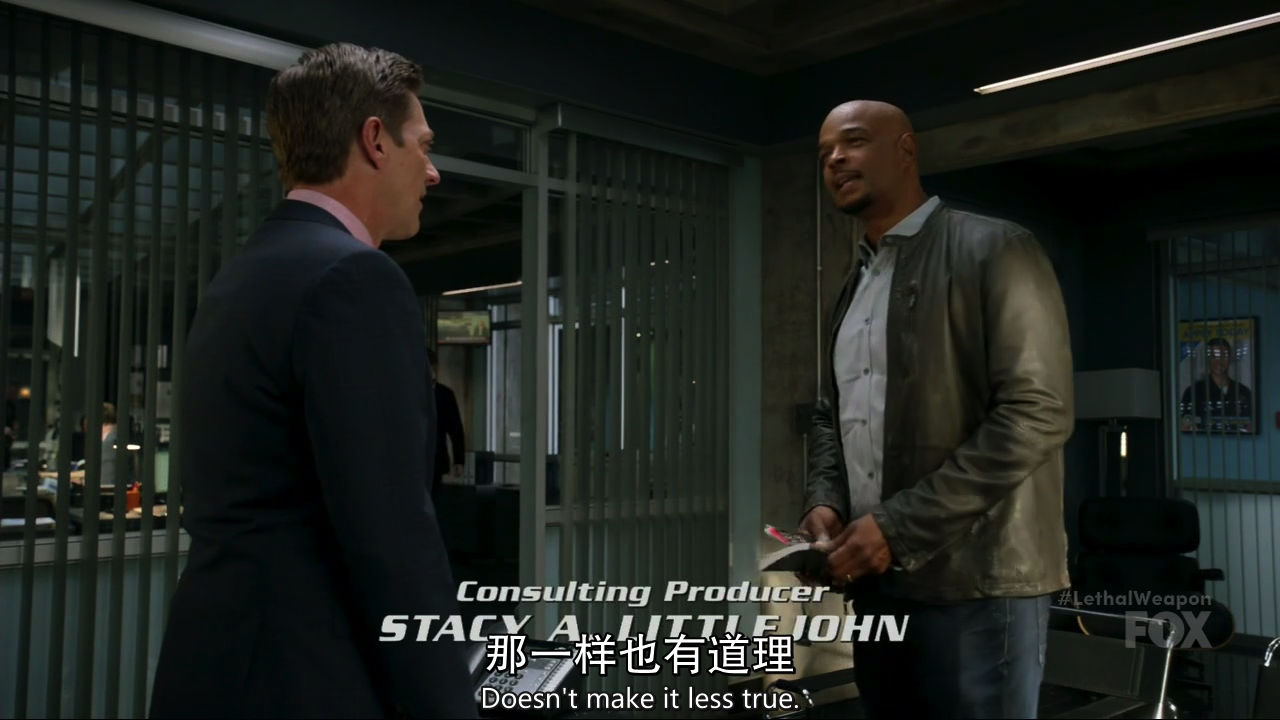 Consulting Producer
STACY A. LITTLEJOHN
#LethalWeapon
FOX
那一样也有道理
Doesn't make it less true.